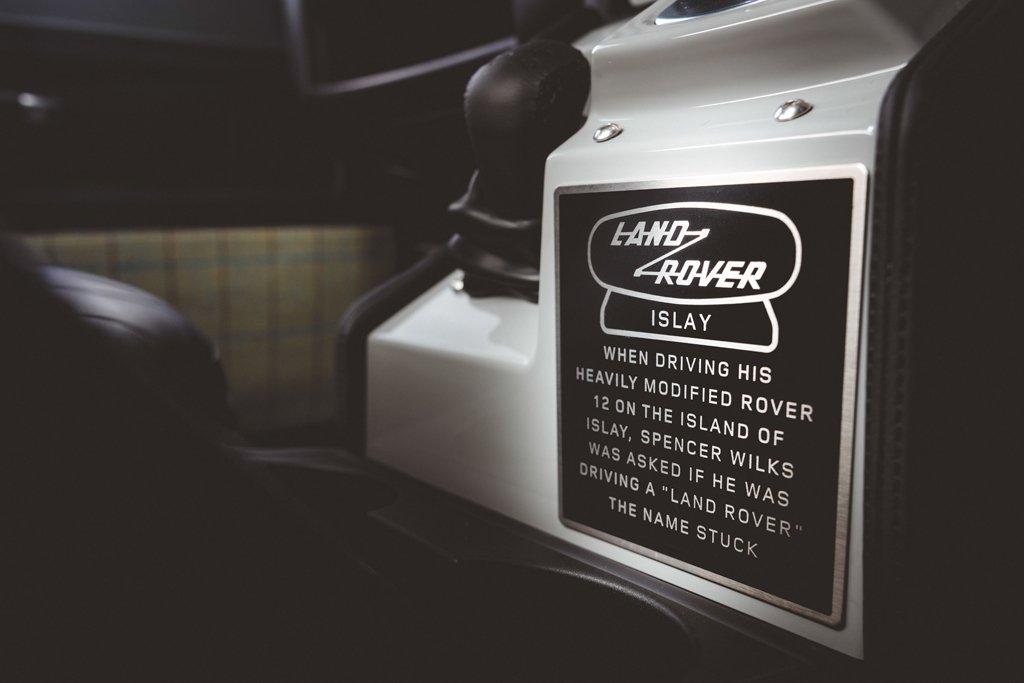 LAND
ROVER
ISLAY
WHEN DRIVING HIS
HEAVILY MODIFIED ROVER
12 ON THE ISLAND OF
ISLAY, SPENCER WILKS
WAS ASKED IF HE WAS
DRIVING A "LAND ROVER"
THE NAME STUCK